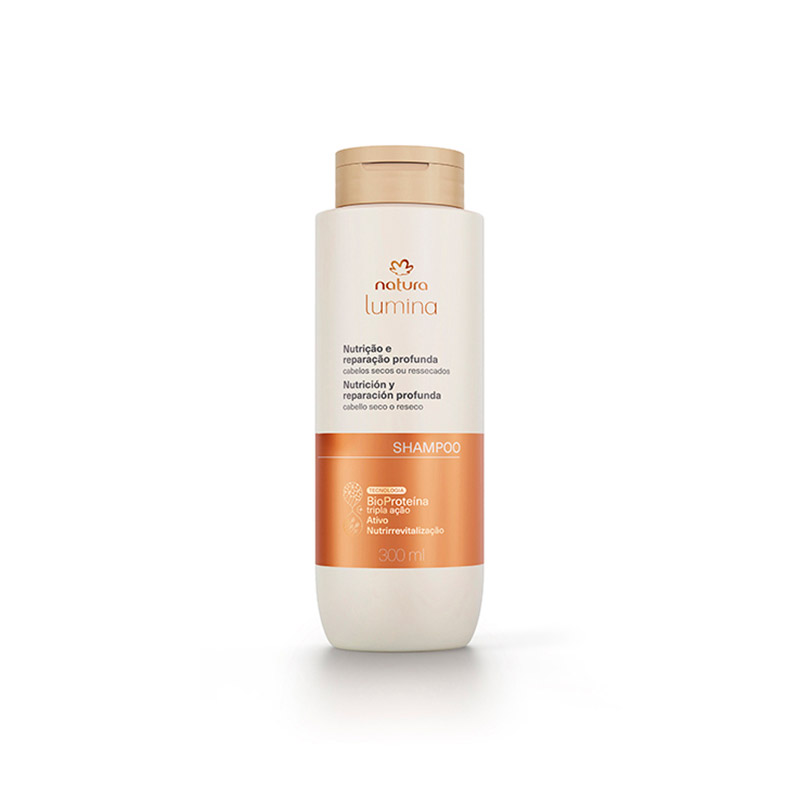 natura
lumina
Nutrição e
reparação profunda
cabelos secos ou ressecados
Nutrición y
reparación profunda
cabello seco o reseco
SHAMPOO
TECNOLOGIA
BioProteína
tripla ação
Ativo
Nutrirrevitalização
300 ml